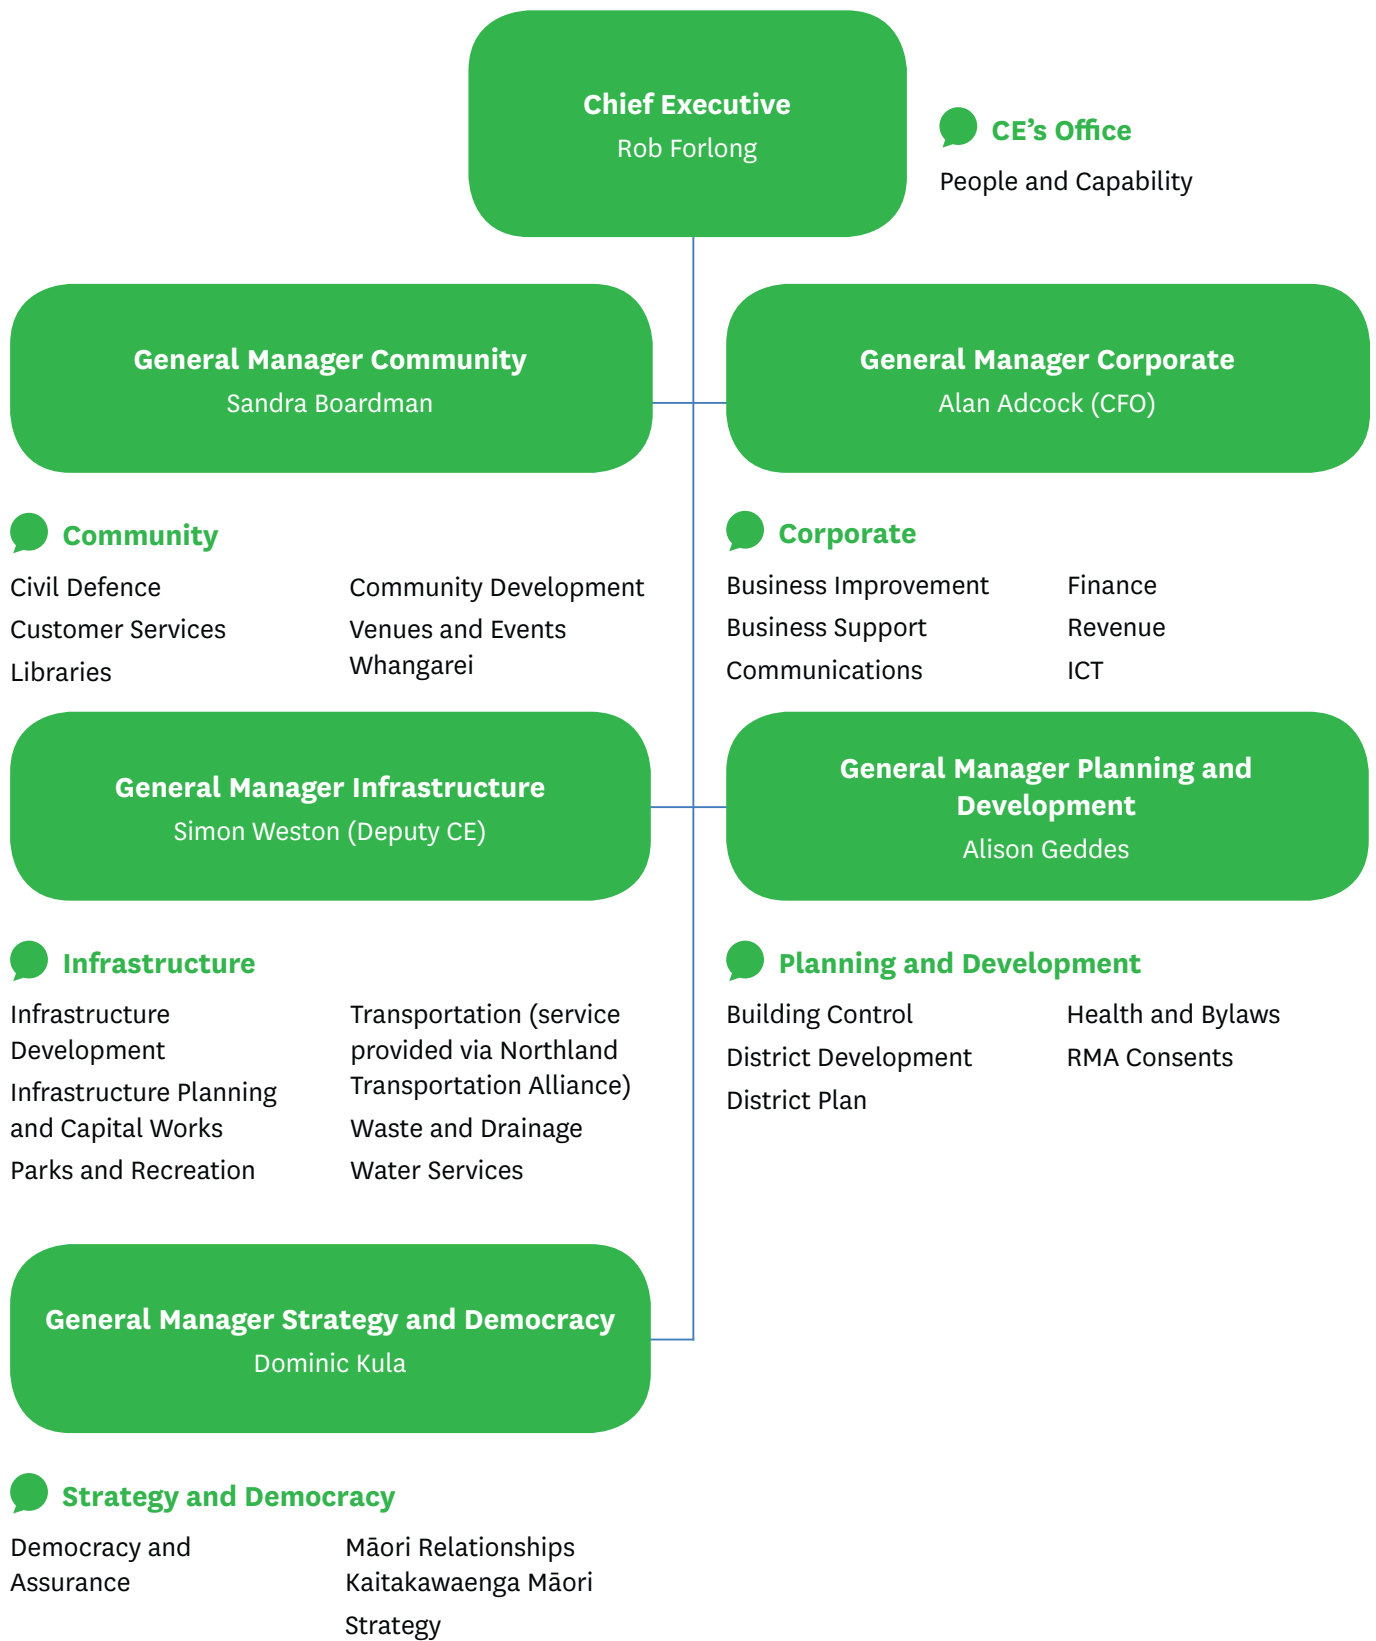 Chief Executive
Rob Forlong
CE’s Office
People and Capability
General Manager Community
Sandra Boardman
General Manager Corporate
Alan Adcock (CFO)
Community
Civil Defence
Customer Services
Libraries
Community Development
Venues and Events
Whangarei
Corporate
Business Improvement
Business Support
Communications
Finance
Revenue
ICT
General Manager Infrastructure
Simon Weston (Deputy CE)
General Manager Planning and
Development
Alison Geddes
Infrastructure
Infrastructure
Development
Infrastructure Planning
and Capital Works
Parks and Recreation
Transportation (service
provided via Northland
Transportation Alliance)
Waste and Drainage
Water Services
Planning and Development
Building Control
District Development
District Plan
Health and Bylaws
RMA Consents
General Manager Strategy and Democracy
Dominic Kula
Strategy and Democracy
Democracy and
Assurance
Māori Relationships
Kaitakawaenga Māori
Strategy